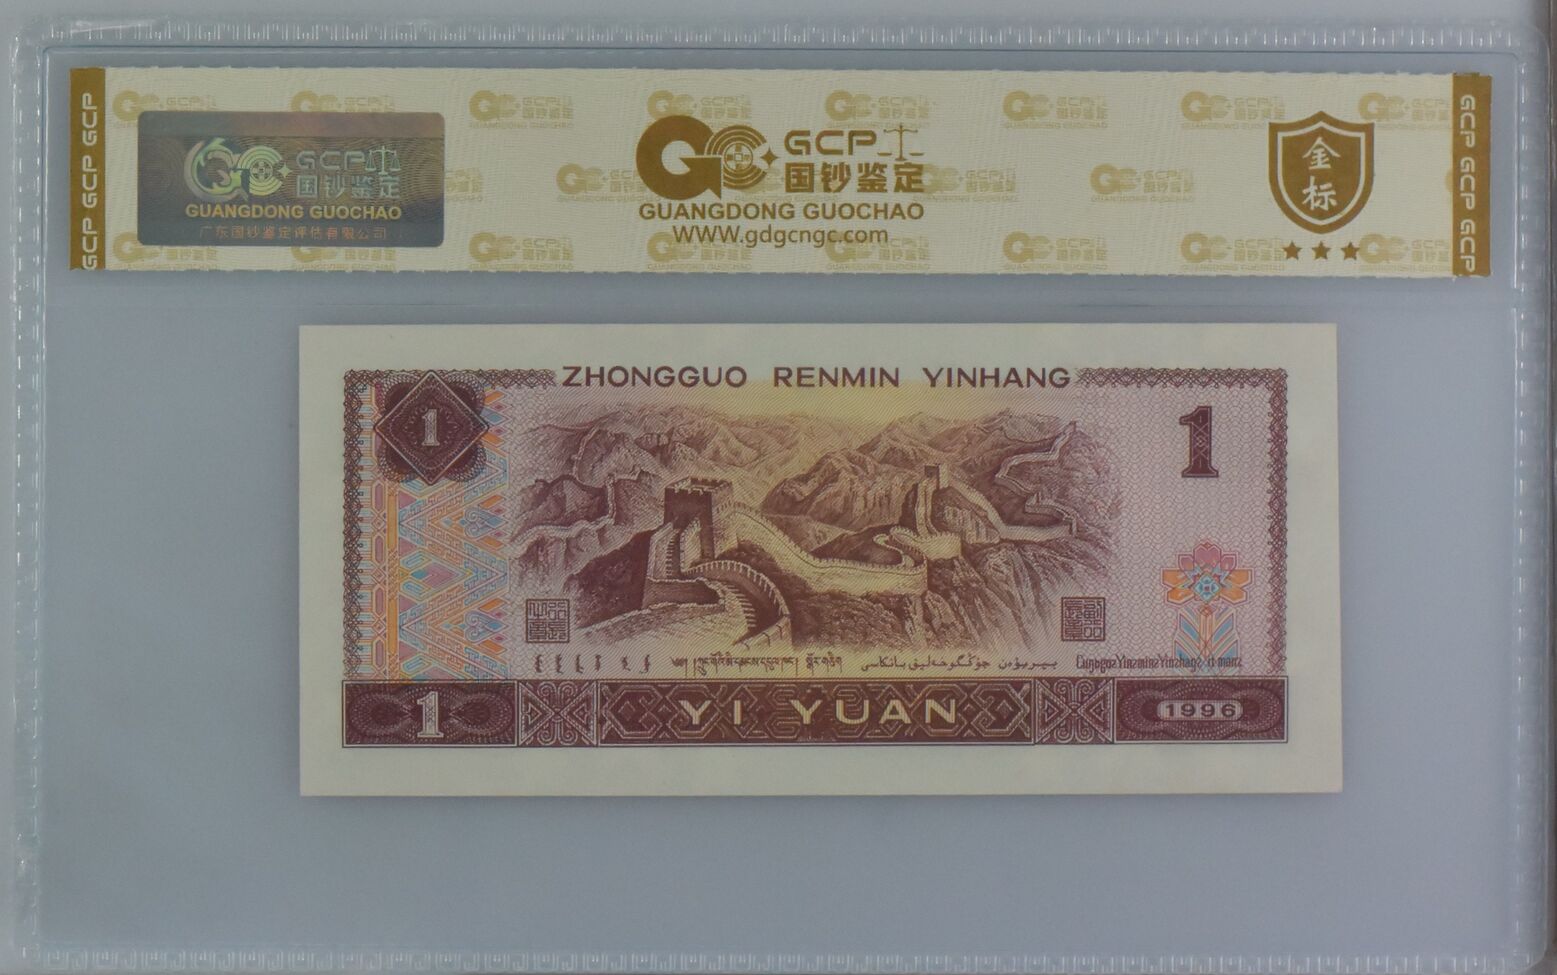 GCP GCP GCP
GCP
国钞鉴定
GUANGDONG GUOCHAO
广东国钞鉴定评估有限公司
GCP
国钞鉴定
GUANGDONG GUOCHAO
WWW.gdgcngc.com
金
标
GCP GCP GCP
ZHONGGUO RENMIN YINHANG
1
1
1
YI YUAN
1996